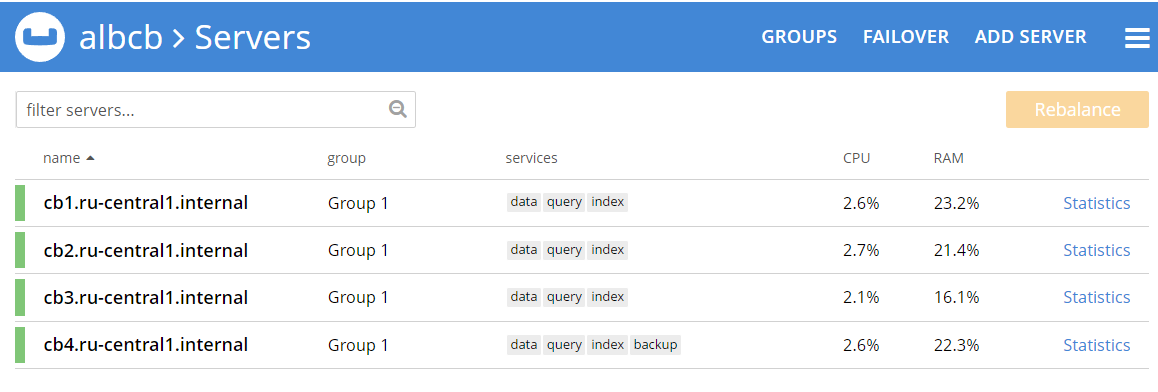 albcb > Servers GROUPS FAILOVER ADD SERVER
filter servers... Rebalance
name group services CPU RAM
cb1.ru-central1.internal Group 1 data query index 2.6% 23.2% Statistics
cb2.ru-central1.internal Group 1 data query index 2.7% 21.4% Statistics
cb3.ru-central1.internal Group 1 data query index 2.1% 16.1% Statistics
cb4.ru-central1.internal Group 1 data query index backup 2.6% 22.3% Statistics